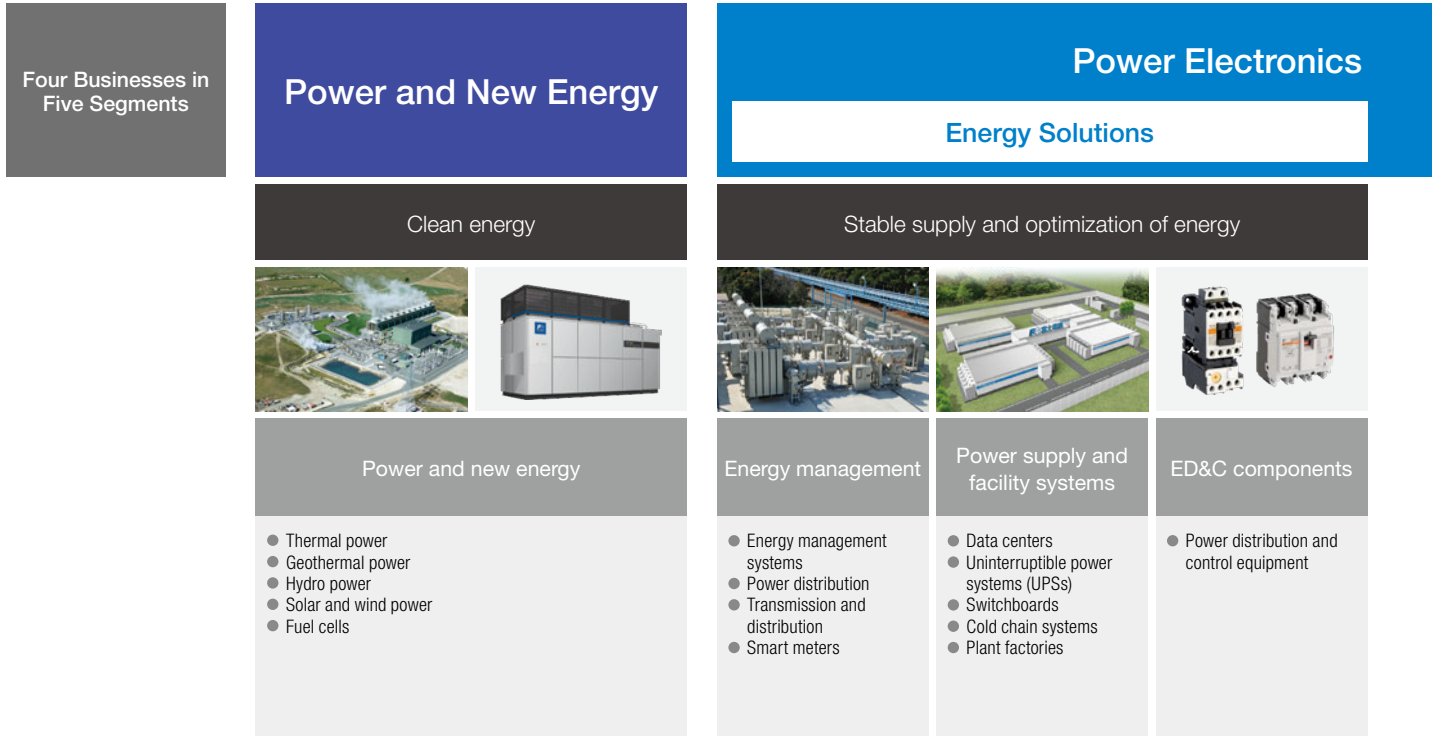 Four Businesses in
Five Segments
Power and New Energy
Power Electronics
Energy Solutions
Clean energy
Stable supply and optimization of energy
Power and new energy
Energy management
Power supply and
facility systems
ED&C components
Thermal power
Geothermal power
Hydro power
Solar and wind power
Fuel cells
Energy management
systems
Power distribution
Transmission and
distribution
Smart meters
Data centers
Uninterruptible power
systems (UPSs)
Switchboards
Cold chain systems
Plant factories
Power distribution and
control equipment